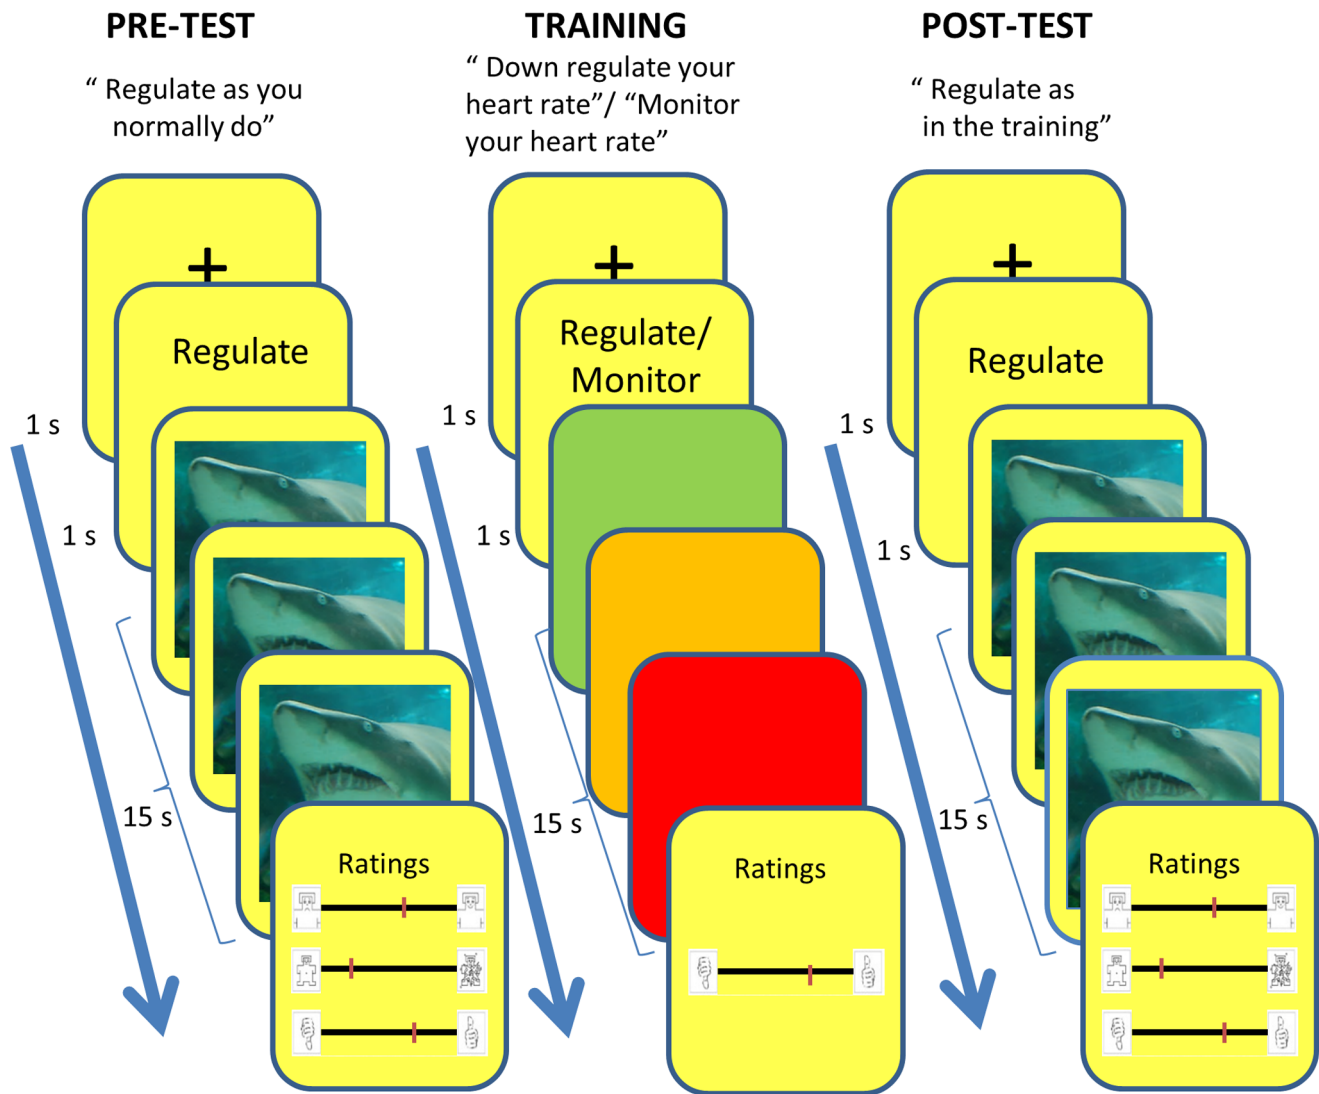 PRE-TEST
“ Regulate as you
normally do”
+
Regulate
1 s
1 s
15 s
Ratings
TRAINING
“ Down regulate your
heart rate”/ “Monitor
your heart rate”
+
Regulate/
Monitor
1 s
1 s
15 s
Ratings
POST-TEST
“ Regulate as
in the training”
+
Regulate
1 s
1 s
15 s
Ratings